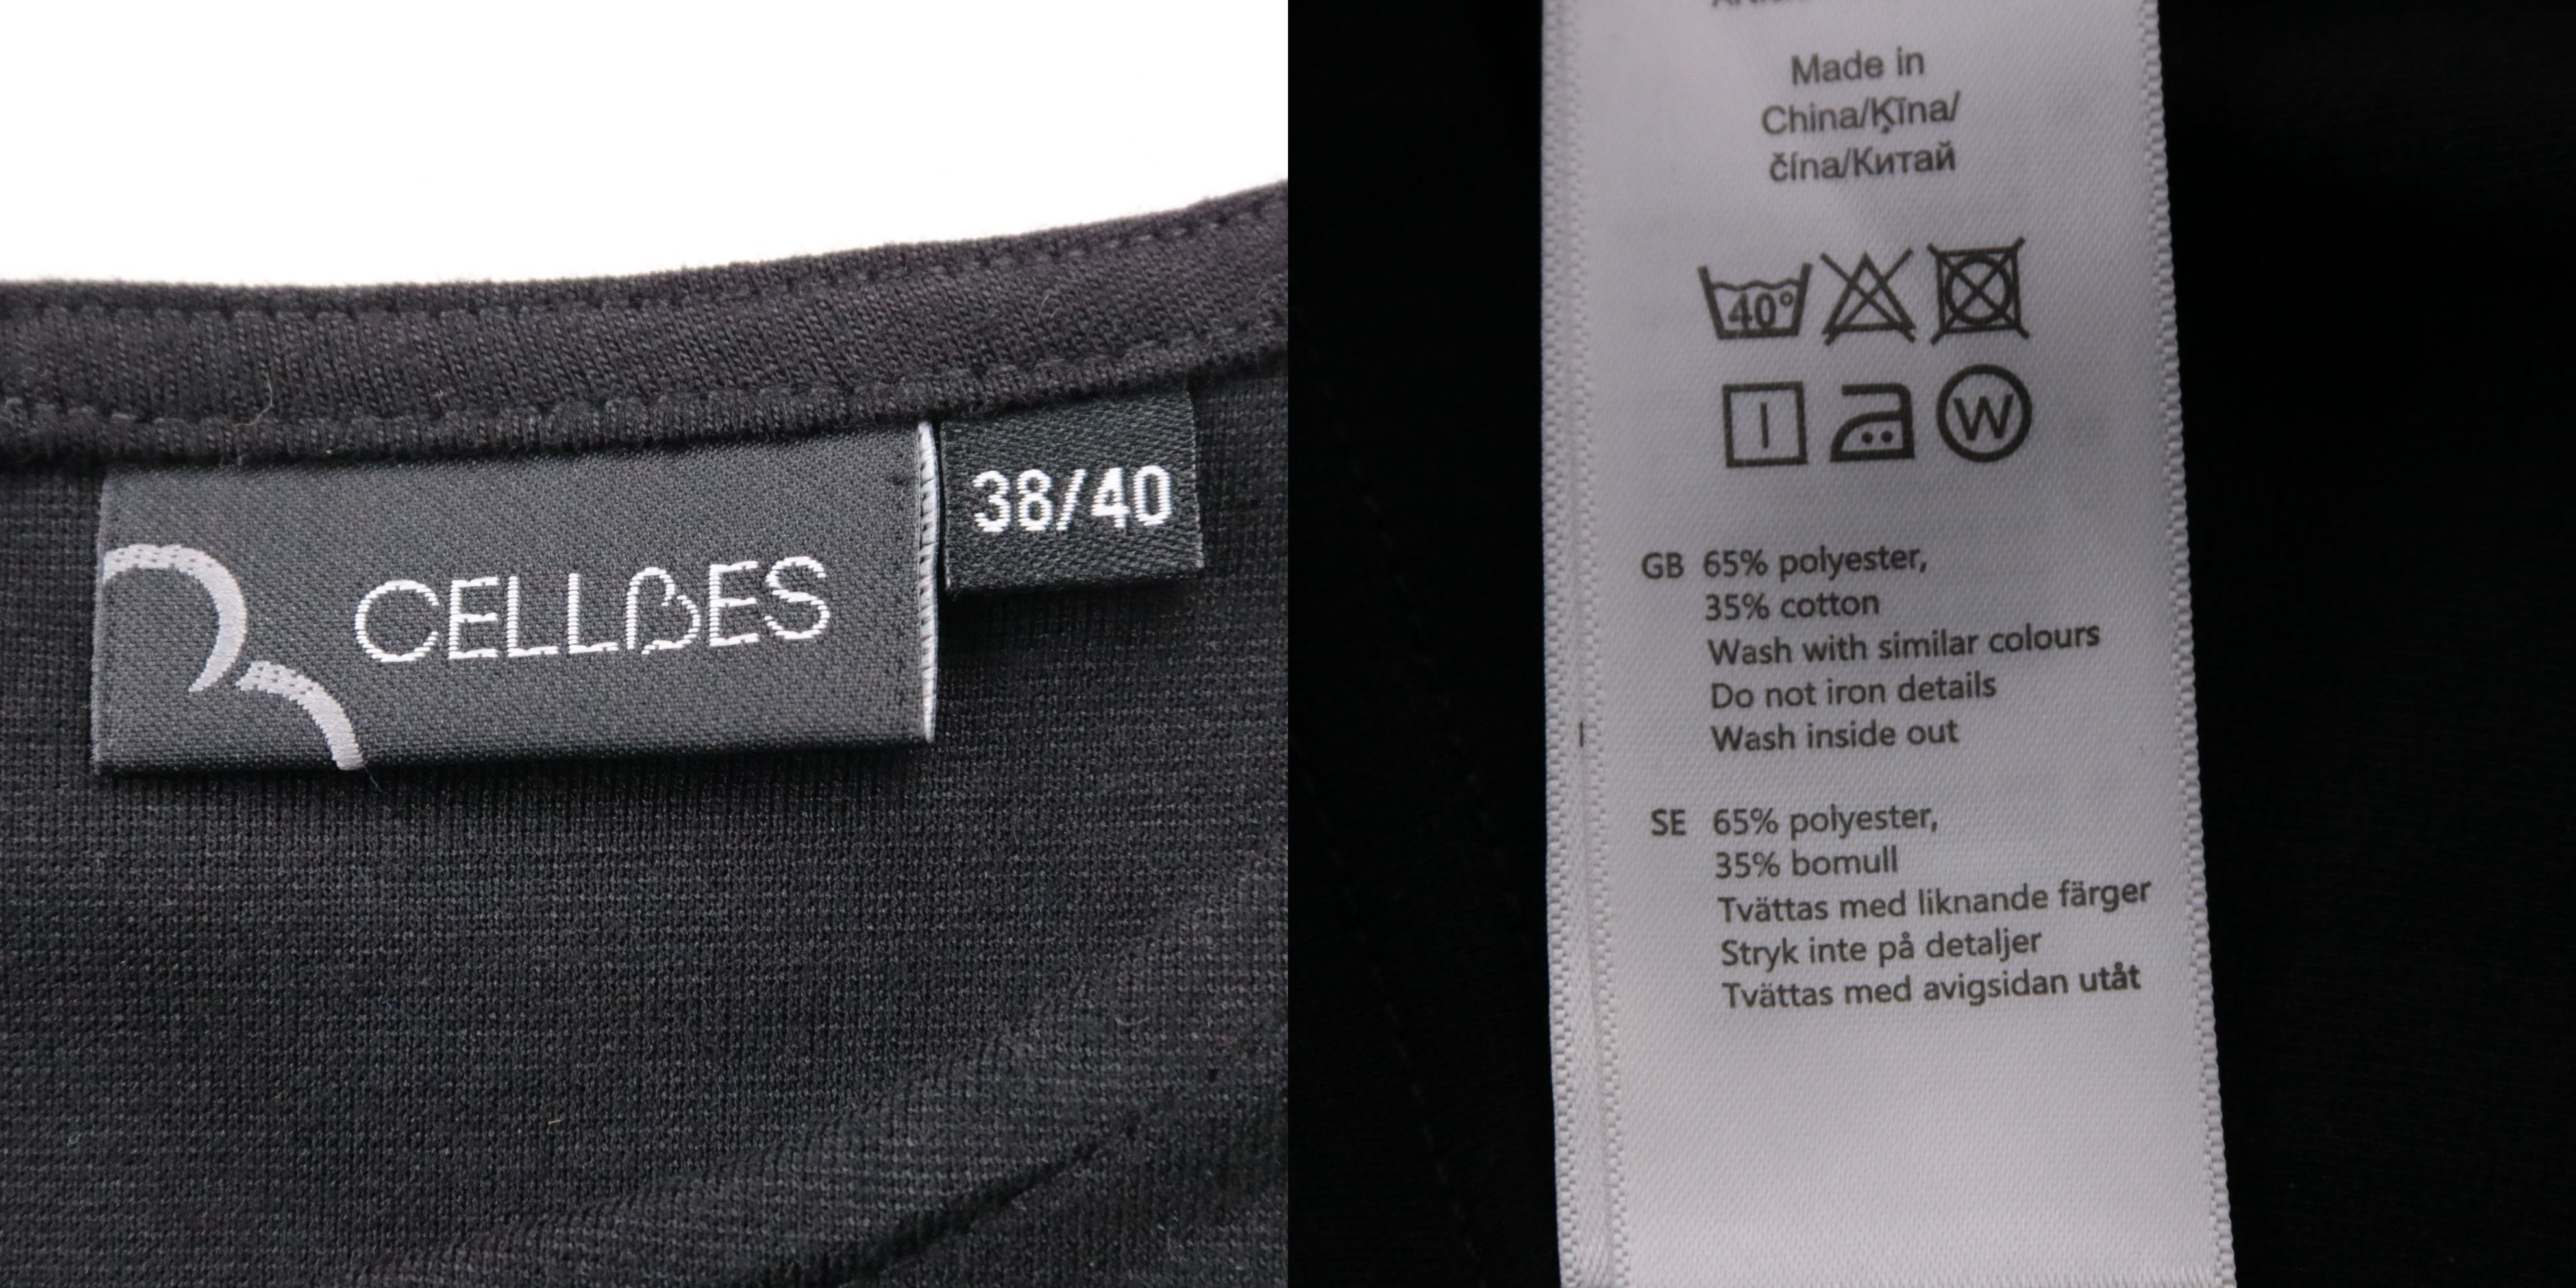 CELLBES
38/40
Made in
China/Ķīna/
čína/Китай
40°
W
GB 65% polyester,
35% cotton
Wash with similar colours
Do not iron details
Wash inside out
SE 65% polyester,
35% bomull
Tvättas med liknande färger
Stryk inte på detaljer
Tvättas med avigsidan utåt